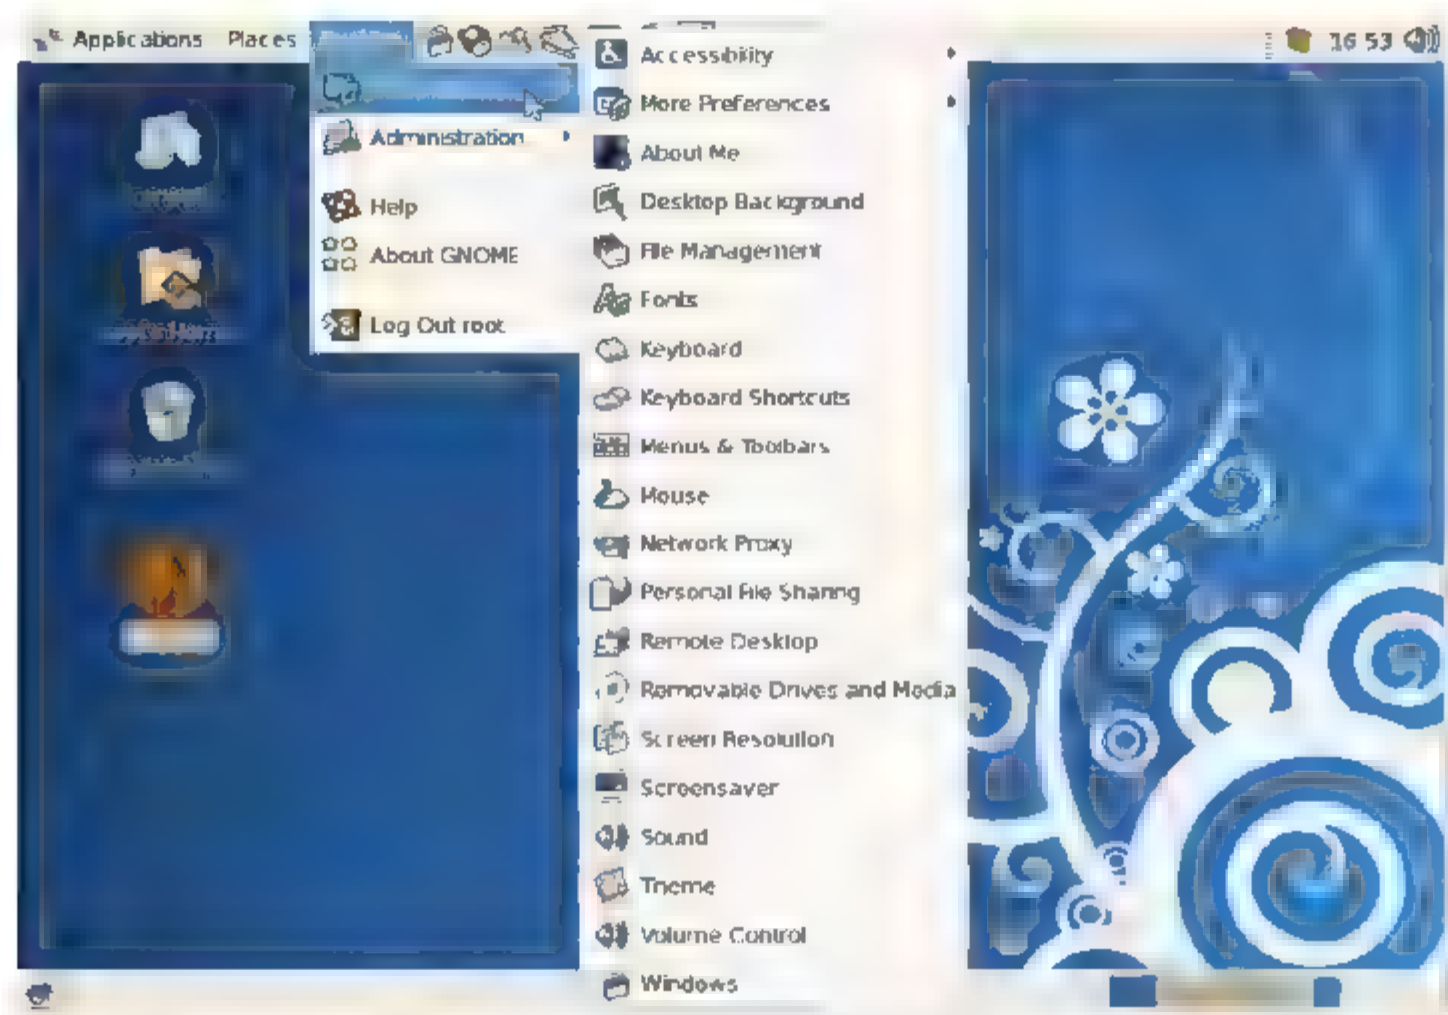 Applications Places
16 53
Administration
Help
About GNOME
Log Out root
Accessibility
More Preferences
About Me
Desktop Background
File Management
Fonts
Keyboard
Keyboard Shortcuts
Menus & Toolbars
Mouse
Network Proxy
Personal File Sharing
Remote Desktop
Removable Drives and Media
Screen Resolution
Screensaver
Sound
Theme
Volume Control
Windows